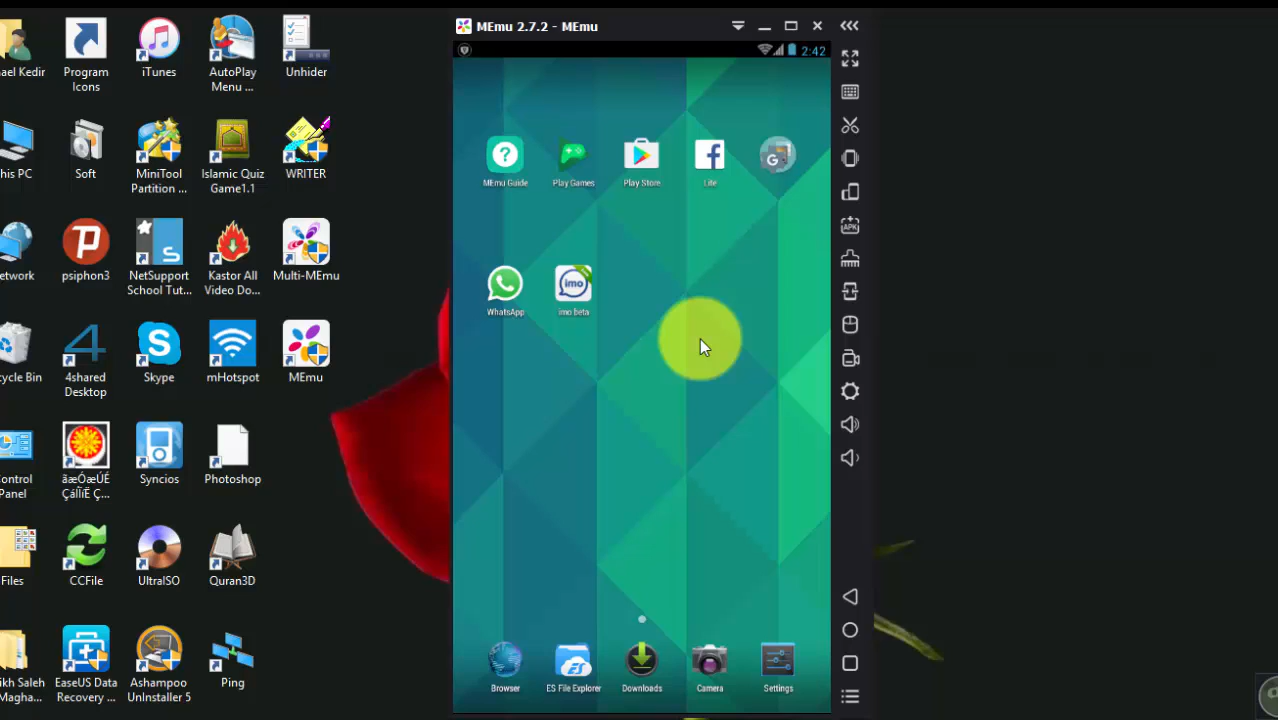 MEmu 2.7.2 - MEmu
2:42
MEmu Guide
Play Games
Play Store
Lite
WhatsApp
imo beta
Browser
ES File Explorer
Downloads
Camera
Settings
APK
ael Kedir
Program
Icons
iTunes
AutoPlay
Menu ...
Unhider
his PC
Soft
MiniTool
Partition ...
Islamic Quiz
Game1.1
WRITER
etwork
psiphon3
NetSupport
School Tut...
Kastor All
Video Do...
Multi-MEmu
cycle Bin
4shared
Desktop
Skype
mHotspot
MEmu
ontrol
Panel
ãæÓæÚÉ
ÇáÍÏíË Ç...
Syncios
Photoshop
Files
CCFile
UltraISO
Quran3D
ikh Saleh
Magha...
EaseUS Data
Recovery ...
Ashampoo
UnInstaller 5
Ping